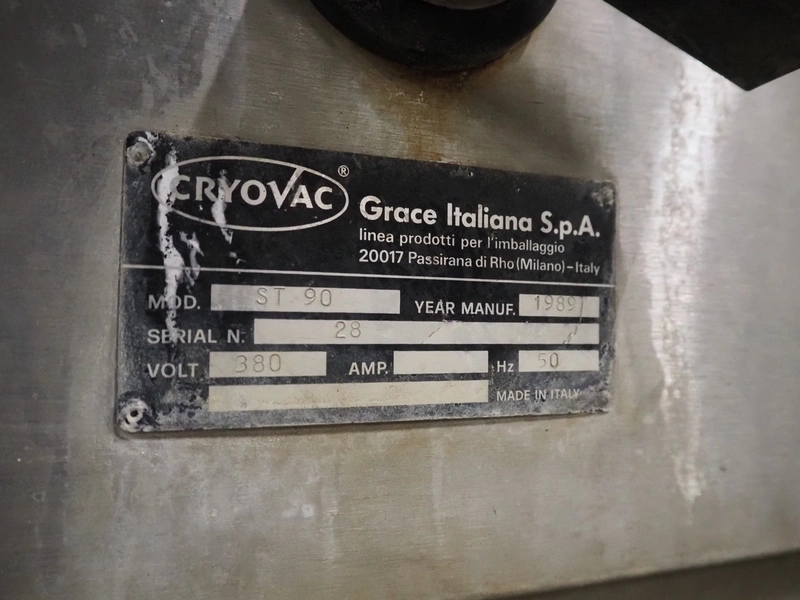 CRYOVAC®
Grace Italiana S.p.A.
linea prodotti per l'imballaggio
20017 Passirana di Rho (Milano) - Italy
MOD. ST 90 YEAR MANUF. 1989
SERIAL N. 28
VOLT 380 AMP. Hz 50
MADE IN ITALY